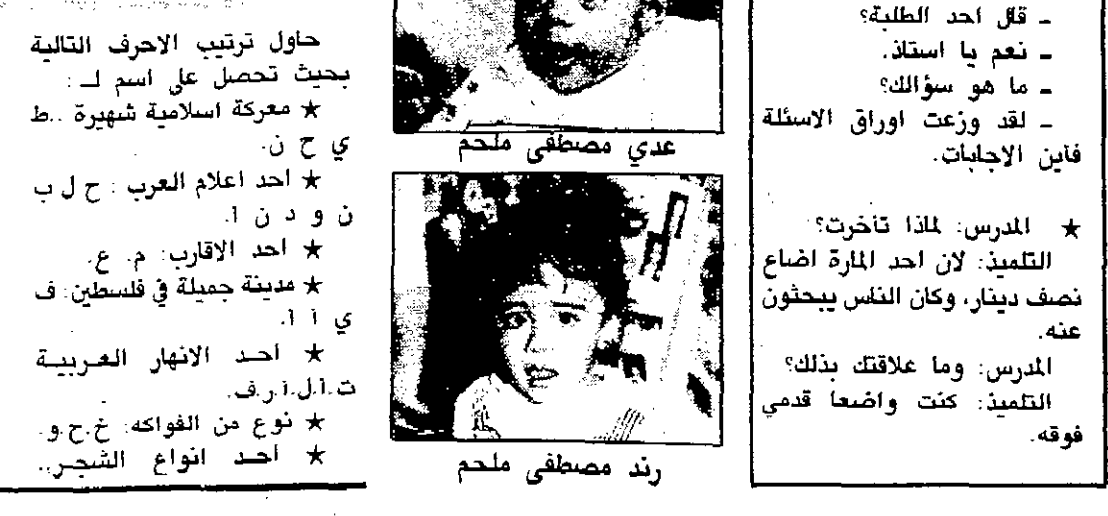 ـ قال احد الطلبة؟
ـ نعم يا استاذ.
ـ ما هو سؤالك؟
ـ لقد وزعت اوراق الاسئلة
فأين الاجابات.
★ المدرس: لماذا تأخرت؟
التلميذ: لان احد المارة اضاع
نصف دينار، وكان الناس يبحثون
عنه.
المدرس: وما علاقتك بذلك؟
التلميذ: كنت واضعا قدمي
فوقه.
عدي مصطفى ملحم
رند مصطفى ملحم
حاول ترتيب الاحرف التالية
بحيث تحصل على اسم لـ :
★ معركة اسلامية شهيرة ..ط
ي ح ن.
★ احد اعلام العرب : ح ل ب
ن و د ن أ.
★ احد الاقارب: م. ع.
★ مدينة جميلة في فلسطين: ف
ي أ أ.
★ احد الانهار العربية
ت.أ.ل.أ.ر.ف.
★ نوع من الفواكه: خ.ح.و.
★ احد انواع الشجر..